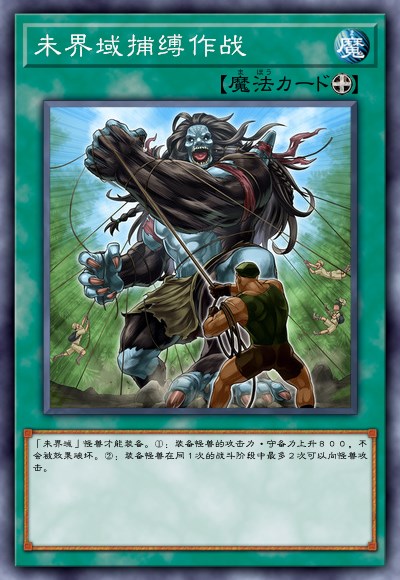 未界域捕缚作战
魔
【魔法カード】
まほう
「未界域」怪兽才能装备。①：装备怪兽的攻击力・守备力上升８００，不
会被效果破坏。②：装备怪兽在同１次的战斗阶段中最多２次可以向怪兽攻
击。